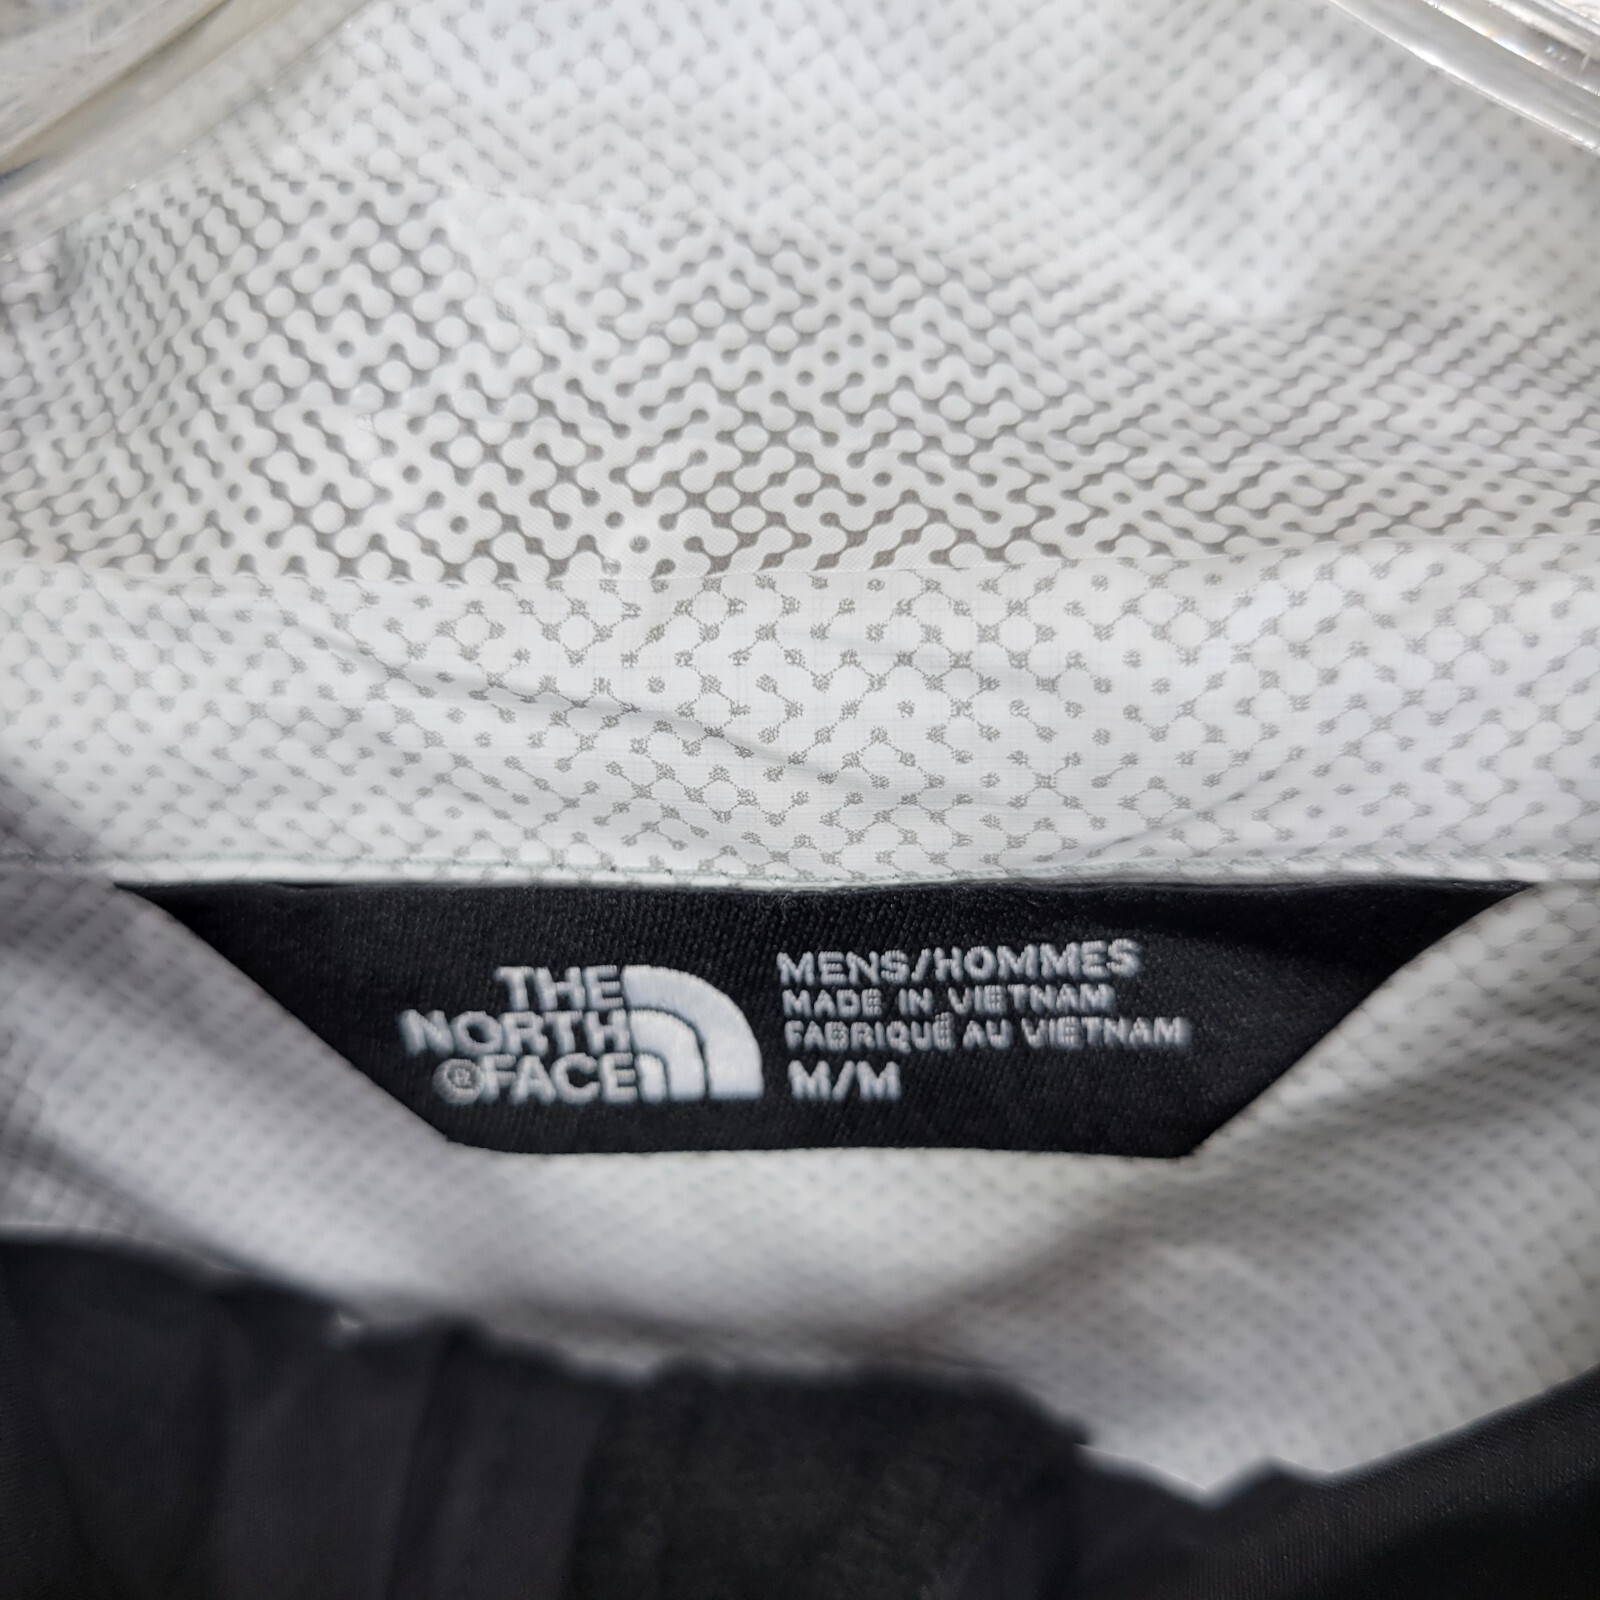 THE
NORTH
®FACE
MENS/HOMMES
MADE IN VIETNAM
FABRIQUÉ AU VIETNAM
M/M